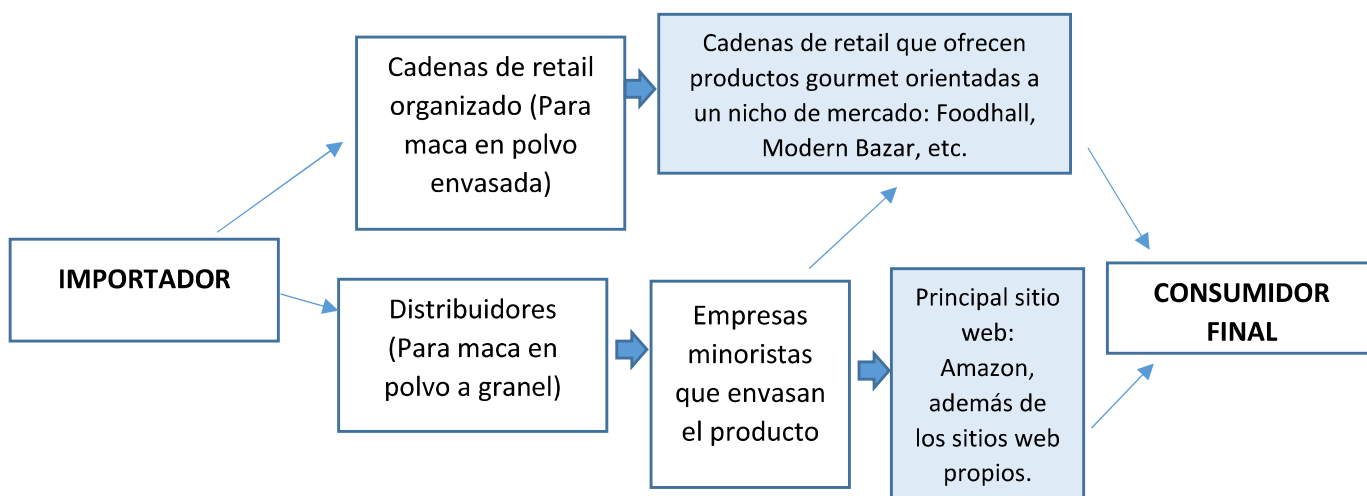 Cadenas de retail
organizado (Para
maca en polvo
envasada)
Cadenas de retail que ofrecen
productos gourmet orientadas a
un nicho de mercado: Foodhall,
Modern Bazar, etc.
IMPORTADOR
Distribuidores
(Para maca en
polvo a granel)
Empresas
minoristas
que envasan
el producto
Principal sitio
web:
Amazon,
además de
los sitios web
propios.
CONSUMIDOR
FINAL